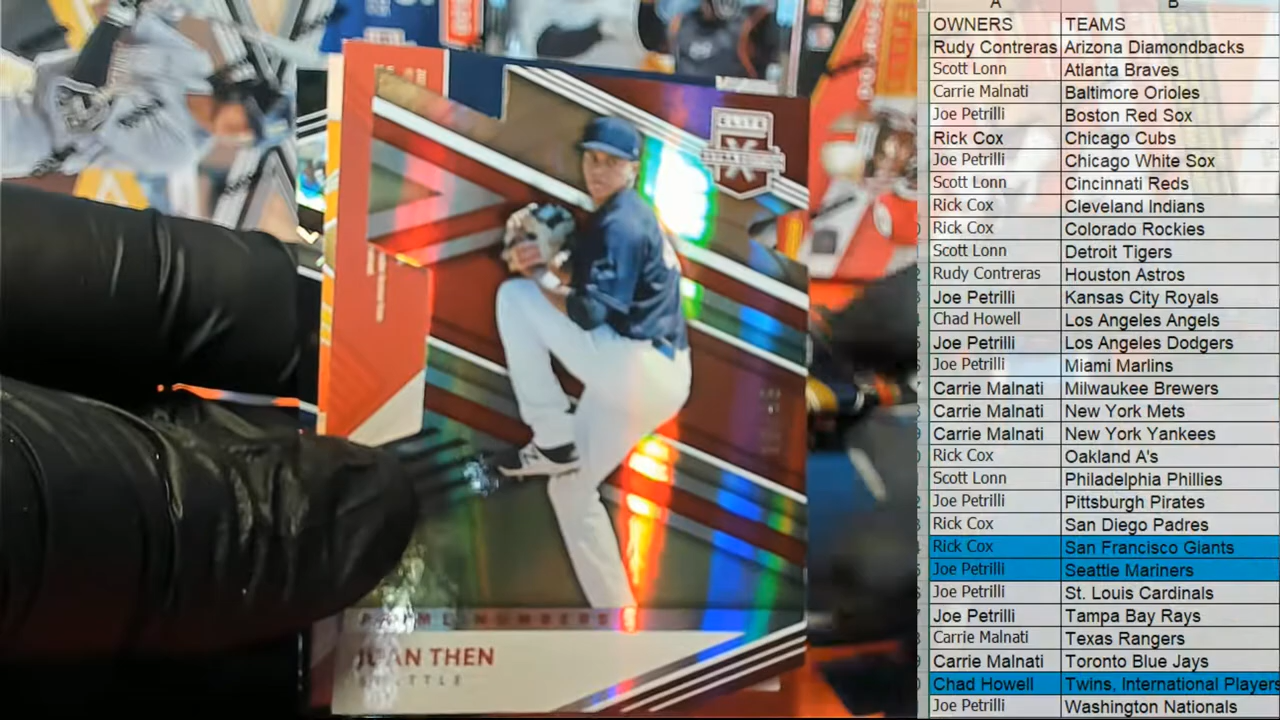 ELITE
EXTRA EDITION
PRIME NUMBERS
JUAN THEN
SEATTLE
A B
OWNERS TEAMS
Rudy Contreras Arizona Diamondbacks
Scott Lonn Atlanta Braves
Carrie Malnati Baltimore Orioles
Joe Petrilli Boston Red Sox
Rick Cox Chicago Cubs
Joe Petrilli Chicago White Sox
Scott Lonn Cincinnati Reds
Rick Cox Cleveland Indians
Rick Cox Colorado Rockies
Scott Lonn Detroit Tigers
Rudy Contreras Houston Astros
Joe Petrilli Kansas City Royals
Chad Howell Los Angeles Angels
Joe Petrilli Los Angeles Dodgers
Joe Petrilli Miami Marlins
Carrie Malnati Milwaukee Brewers
Carrie Malnati New York Mets
Carrie Malnati New York Yankees
Rick Cox Oakland A's
Scott Lonn Philadelphia Phillies
Joe Petrilli Pittsburgh Pirates
Rick Cox San Diego Padres
Rick Cox San Francisco Giants
Joe Petrilli Seattle Mariners
Joe Petrilli St. Louis Cardinals
Joe Petrilli Tampa Bay Rays
Carrie Malnati Texas Rangers
Carrie Malnati Toronto Blue Jays
Chad Howell Twins, International Players
Joe Petrilli Washington Nationals